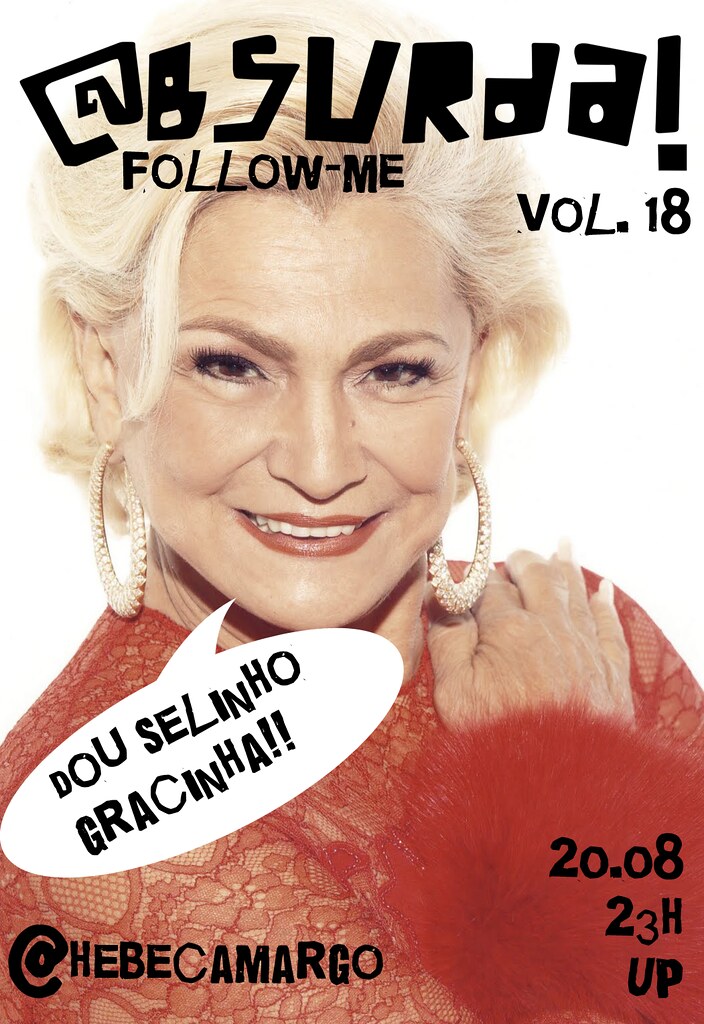 @BSURDA!
FOLLOW-ME
VOL. 18
DOU SELINHO
GRACINHA!!
20.08
23H
UP
@HEBECAMARGO